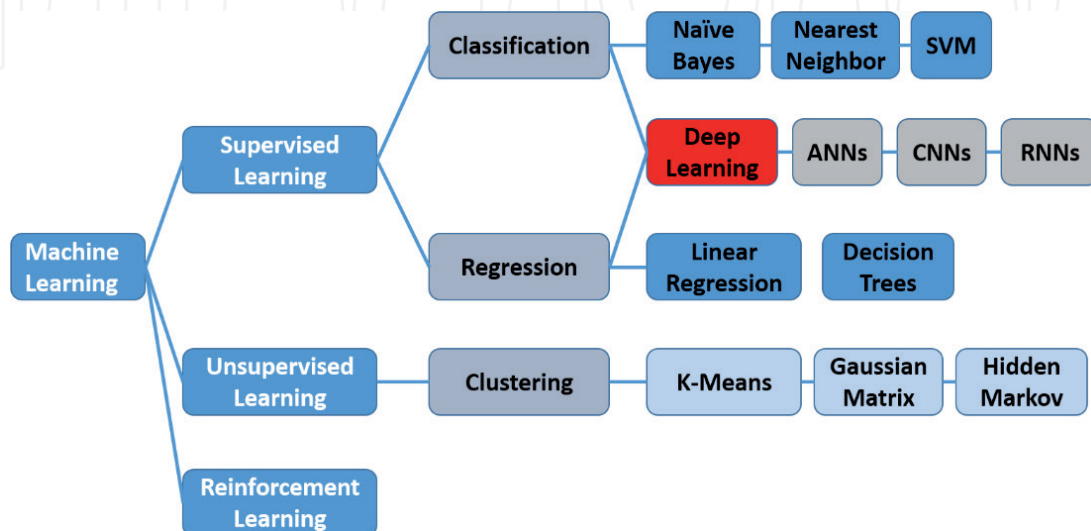 Classification
Naïve
Bayes
Nearest
Neighbor
SVM
Supervised
Learning
Deep
Learning
ANNs
CNNs
RNNs
Machine
Learning
Regression
Linear
Regression
Decision
Trees
Unsupervised
Learning
Clustering
K-Means
Gaussian
Matrix
Hidden
Markov
Reinforcement
Learning